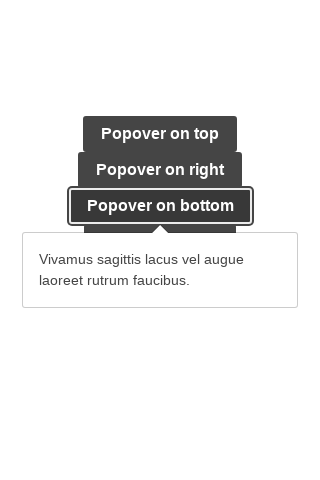 Popover on top
Popover on right
Popover on bottom
Vivamus sagittis lacus vel augue
laoreet rutrum faucibus.